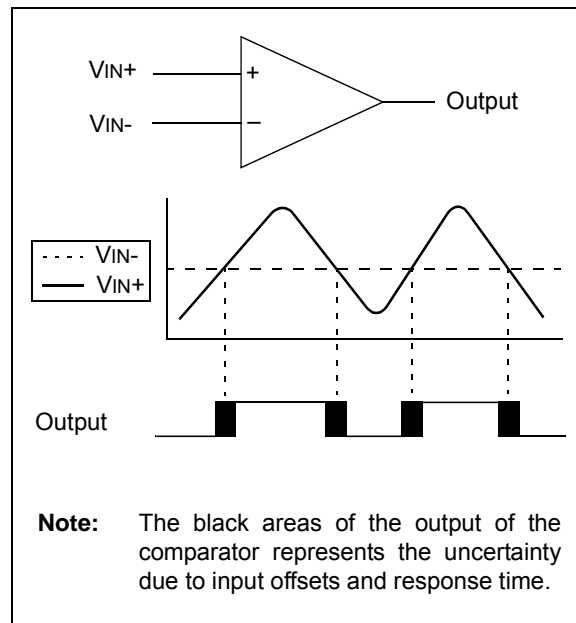 VIN+
+
Output
VIN-
−
VIN-
VIN+
Output
Note: The black areas of the output of the
comparator represents the uncertainty
due to input offsets and response time.